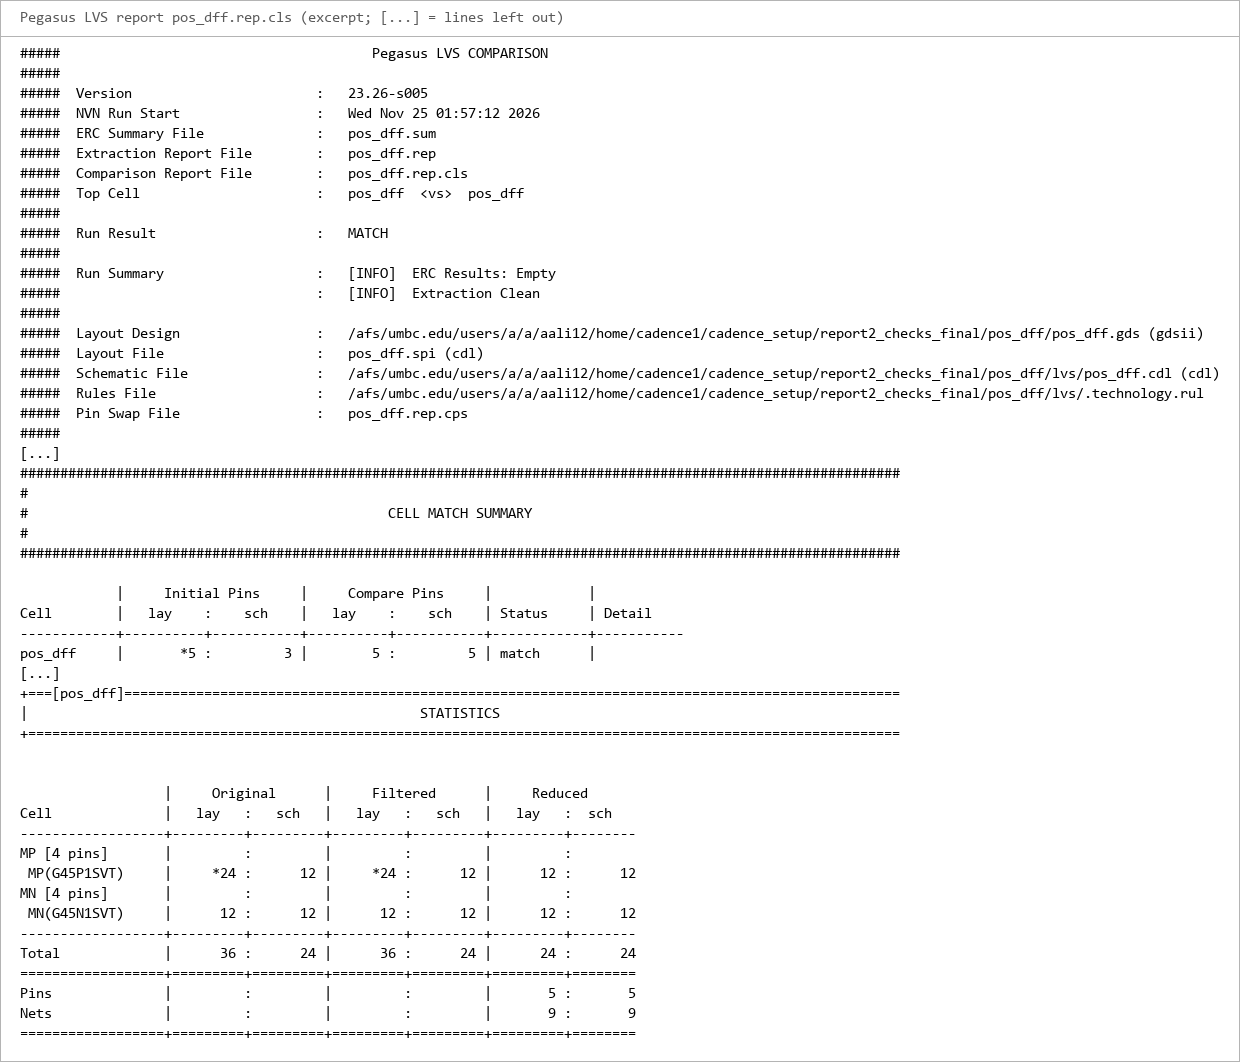 Pegasus LVS report pos_dff.rep.cls (excerpt; [...] = lines left out)
#####                                       Pegasus LVS COMPARISON
#####
#####  Version                       :   23.26-s005
#####  NVN Run Start                 :   Wed Nov 25 01:57:12 2026
#####  ERC Summary File              :   pos_dff.sum
#####  Extraction Report File        :   pos_dff.rep
#####  Comparison Report File        :   pos_dff.rep.cls
#####  Top Cell                      :   pos_dff  <vs>  pos_dff
#####
#####  Run Result                    :   MATCH
#####
#####  Run Summary                   :   [INFO]  ERC Results: Empty
#####                                :   [INFO]  Extraction Clean
#####
#####  Layout Design                 :   /afs/umbc.edu/users/a/a/aali12/home/cadence1/cadence_setup/report2_checks_final/pos_dff/pos_dff.gds (gdsii)
#####  Layout File                   :   pos_dff.spi (cdl)
#####  Schematic File                :   /afs/umbc.edu/users/a/a/aali12/home/cadence1/cadence_setup/report2_checks_final/pos_dff/lvs/pos_dff.cdl (cdl)
#####  Rules File                    :   /afs/umbc.edu/users/a/a/aali12/home/cadence1/cadence_setup/report2_checks_final/pos_dff/lvs/.technology.rul
#####  Pin Swap File                 :   pos_dff.rep.cps
#####
[...]
##############################################################################################################
#
#                                             CELL MATCH SUMMARY
#
##############################################################################################################
            |     Initial Pins     |     Compare Pins     |            |
Cell        |   lay    :    sch    |   lay    :    sch    | Status     | Detail
------------+----------+-----------+----------+-----------+------------+-----------
pos_dff     |       *5 :         3 |        5 :         5 | match      |
[...]
+===[pos_dff]=================================================================================================
|                                                 STATISTICS
+=============================================================================================================
                  |     Original      |     Filtered      |     Reduced
Cell              |   lay   :   sch   |   lay   :   sch   |   lay   :  sch
------------------+---------+---------+---------+---------+---------+--------
MP [4 pins]       |         :         |         :         |         :
 MP(G45P1SVT)     |     *24 :      12 |     *24 :      12 |      12 :      12
MN [4 pins]       |         :         |         :         |         :
 MN(G45N1SVT)     |      12 :      12 |      12 :      12 |      12 :      12
------------------+---------+---------+---------+---------+---------+--------
Total             |      36 :      24 |      36 :      24 |      24 :      24
==================+=========+=========+=========+=========+=========+========
Pins              |         :         |         :         |       5 :       5
Nets              |         :         |         :         |       9 :       9
==================+=========+=========+=========+=========+=========+========